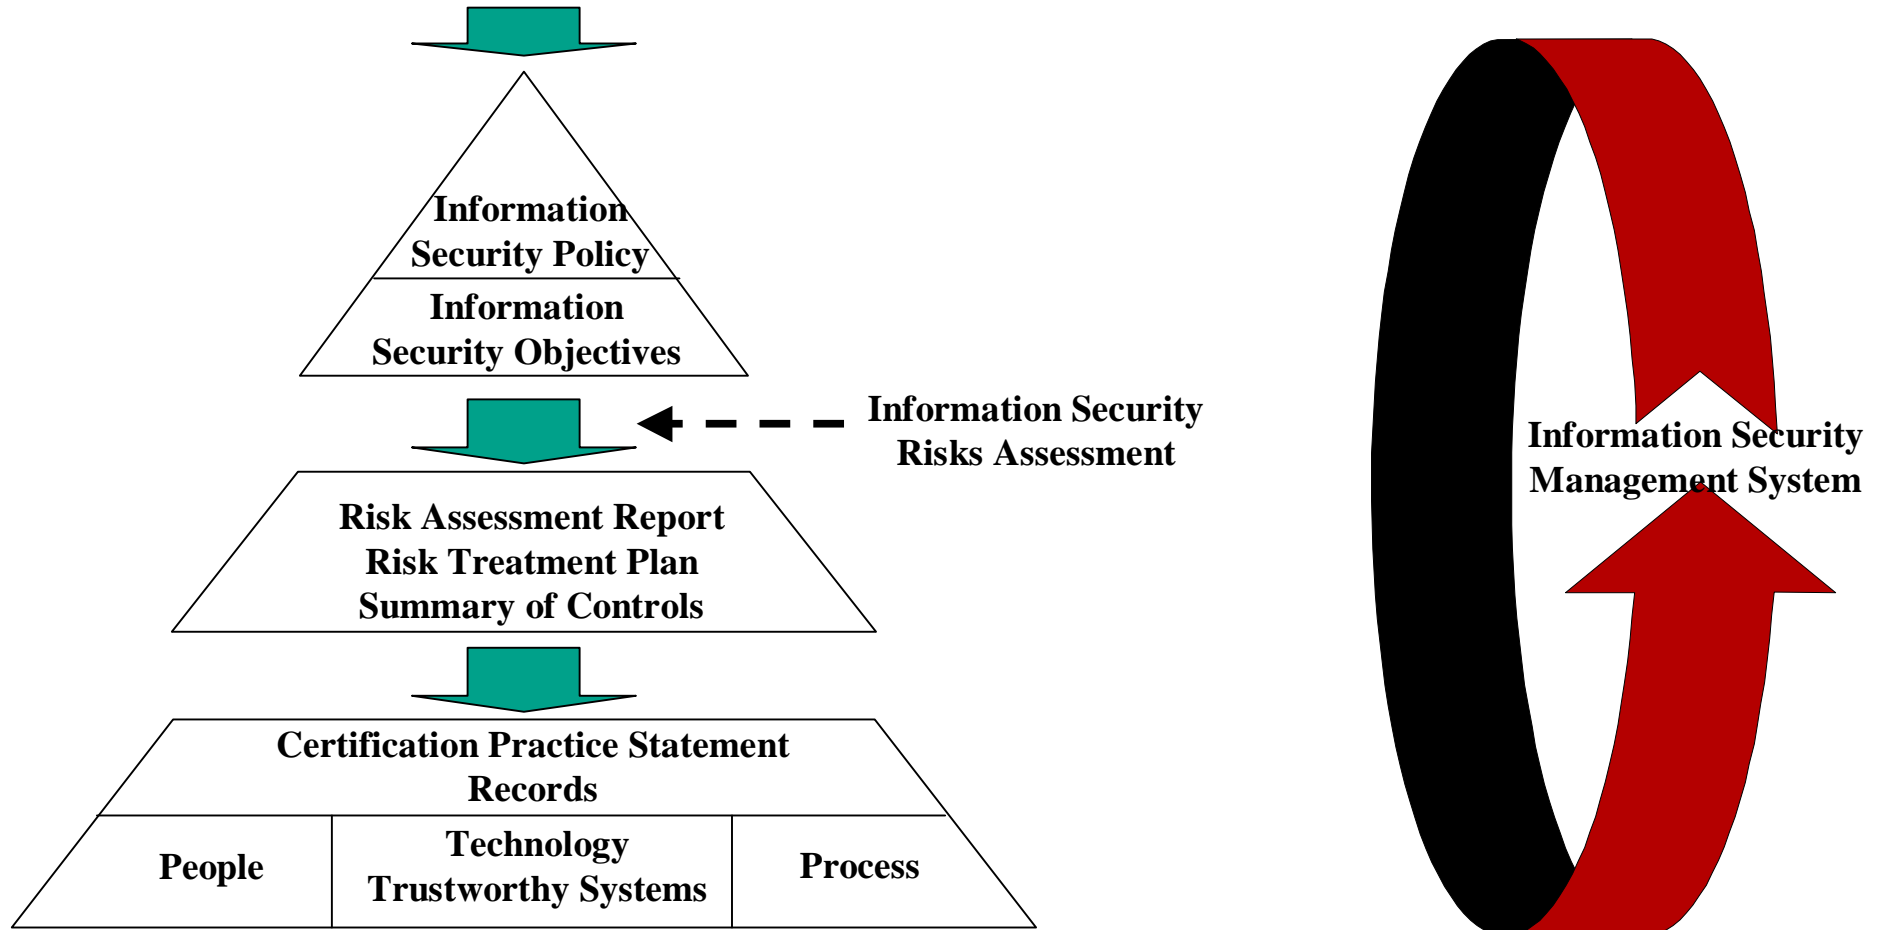 Information
Security Policy
Information
Security Objectives
Information Security
Risks Assessment
Risk Assessment Report
Risk Treatment Plan
Summary of Controls
Certification Practice Statement
Records
People
Technology
Trustworthy Systems
Process
Information Security
Management System